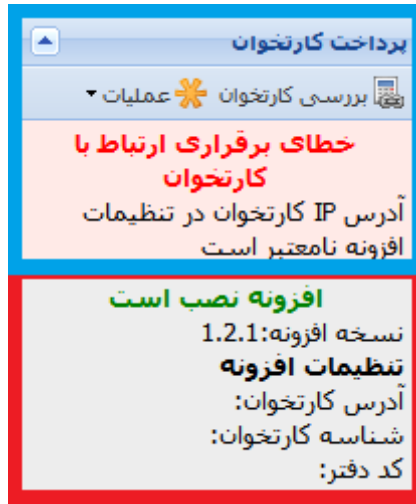 پرداخت کارتخوان
بررسی کارتخوان عملیات
خطای برقراری ارتباط با
کارتخوان
آدرس IP کارتخوان در تنظیمات
افزونه نامعتبر است
افزونه نصب است
نسخه افزونه:1.2.1
تنظیمات افزونه
آدرس کارتخوان:
شناسه کارتخوان:
کد دفتر: